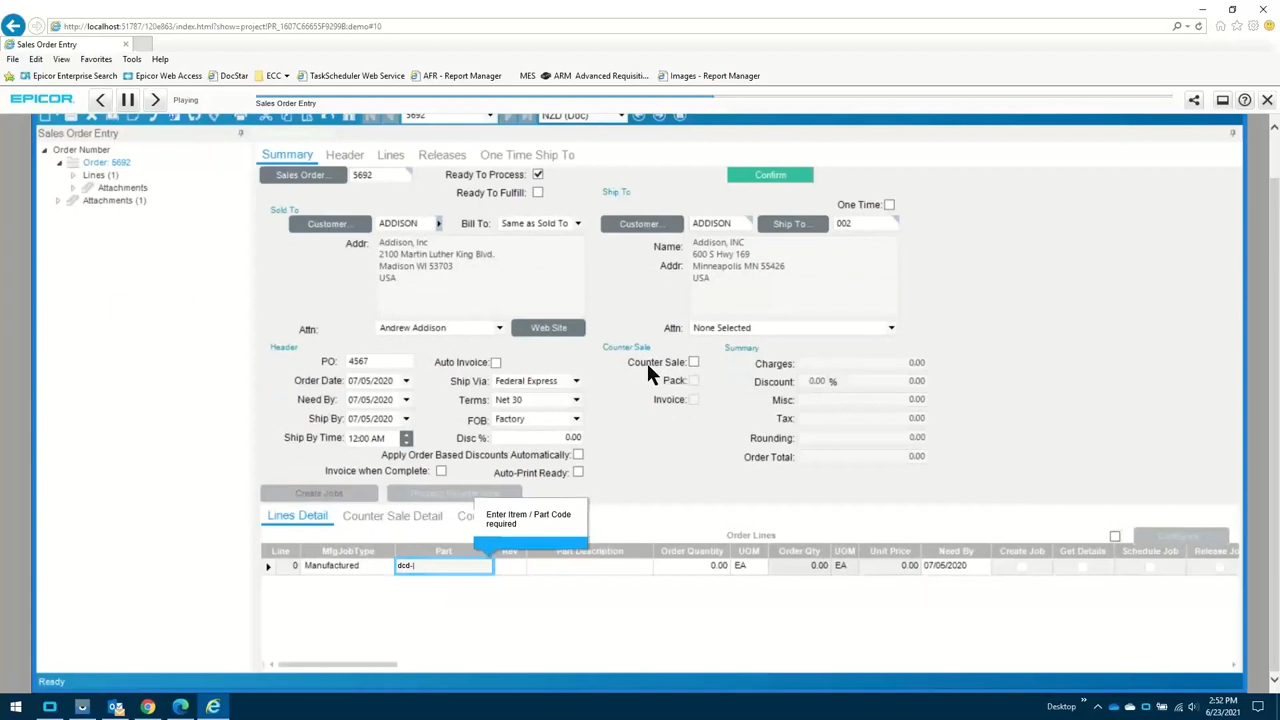 http://localhost:51787/120e863/index.html?show=project!PR_1607C66655F9299B:demo#10
Sales Order Entry
File Edit View Favorites Tools Help
Epicor Enterprise Search Epicor Web Access DocStar ECC TaskScheduler Web Service AFR - Report Manager MES ARM Advanced Requisiti... Images - Report Manager
EPICOR Playing Sales Order Entry
5692 NZD (Doc)
Sales Order Entry
Order Number
Order: 5692
Lines (1)
Attachments
Attachments (1)
Summary Header Lines Releases One Time Ship To
Sales Order... 5692 Ready To Process: Confirm
Ready To Fulfill: Ship To
One Time:
Sold To
Customer... ADDISON Bill To: Same as Sold To Customer... ADDISON Ship To... 002
Addr: Addison, Inc
2100 Martin Luther King Blvd.
Madison WI 53703
USA
Name: Addison, INC
Addr: 600 S Hwy 169
Minneapolis MN 55426
USA
Attn: Andrew Addison Web Site Attn: None Selected
Header Counter Sale Summary
PO: 4567 Auto Invoice: Counter Sale: Charges: 0.00
Order Date: 07/05/2020 Ship Via: Federal Express Pack: Discount: 0.00 % 0.00
Need By: 07/05/2020 Terms: Net 30 Invoice: Misc: 0.00
Ship By: 07/05/2020 FOB: Factory Tax: 0.00
Ship By Time: 12:00 AM Disc %: 0.00 Rounding: 0.00
Apply Order Based Discounts Automatically: Order Total: 0.00
Invoice when Complete: Auto-Print Ready:
Create Jobs
Enter Itrem / Part Code
required
Lines Detail Counter Sale Detail Co
Order Lines
Line MfgJobType Part Rev Part Description Order Quantity UOM Order Qty UOM Unit Price Need By Create Job Get Details Schedule Job Release Jo
0 Manufactured dcd- 0.00 EA 0.00 EA 0.00 07/05/2020
Ready
Desktop 2:52 PM
6/23/2021